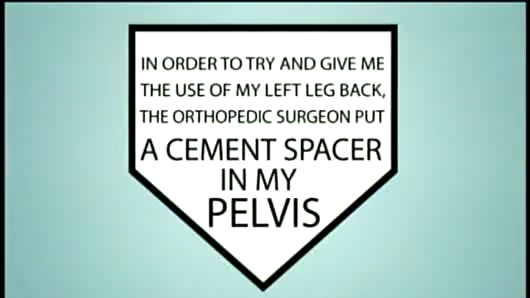 IN ORDER TO TRY AND GIVE ME
THE USE OF MY LEFT LEG BACK,
THE ORTHOPEDIC SURGEON PUT
A CEMENT SPACER
IN MY
PELVIS